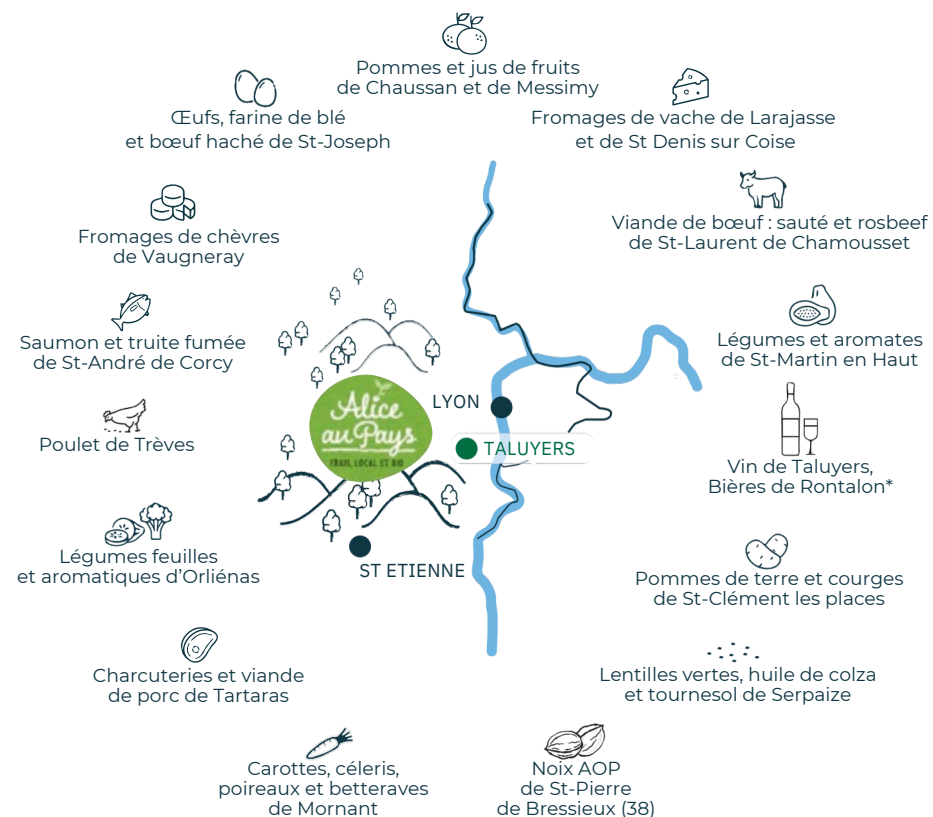 Pommes et jus de fruits
de Chaussan et de Messimy
Œufs, farine de blé
et bœuf haché de St-Joseph
Fromages de vache de Larajasse
et de St Denis sur Coise
Fromages de chèvres
de Vaugneray
Viande de bœuf : sauté et rosbeef
de St-Laurent de Chamousset
Saumon et truite fumée
de St-André de Corcy
Légumes et aromates
de St-Martin en Haut
Alice
au Pays
FRAIS, LOCAL ET BIO
LYON
TALUYERS
ST ETIENNE
Poulet de Trèves
Vin de Taluyers,
Bières de Rontalon*
Légumes feuilles
et aromatiques d’Orliénas
Pommes de terre et courges
de St-Clément les places
Charcuteries et viande
de porc de Tartaras
Lentilles vertes, huile de colza
et tournesol de Serpaize
Carottes, céleris,
poireaux et betteraves
de Mornant
Noix AOP
de St-Pierre
de Bressieux (38)